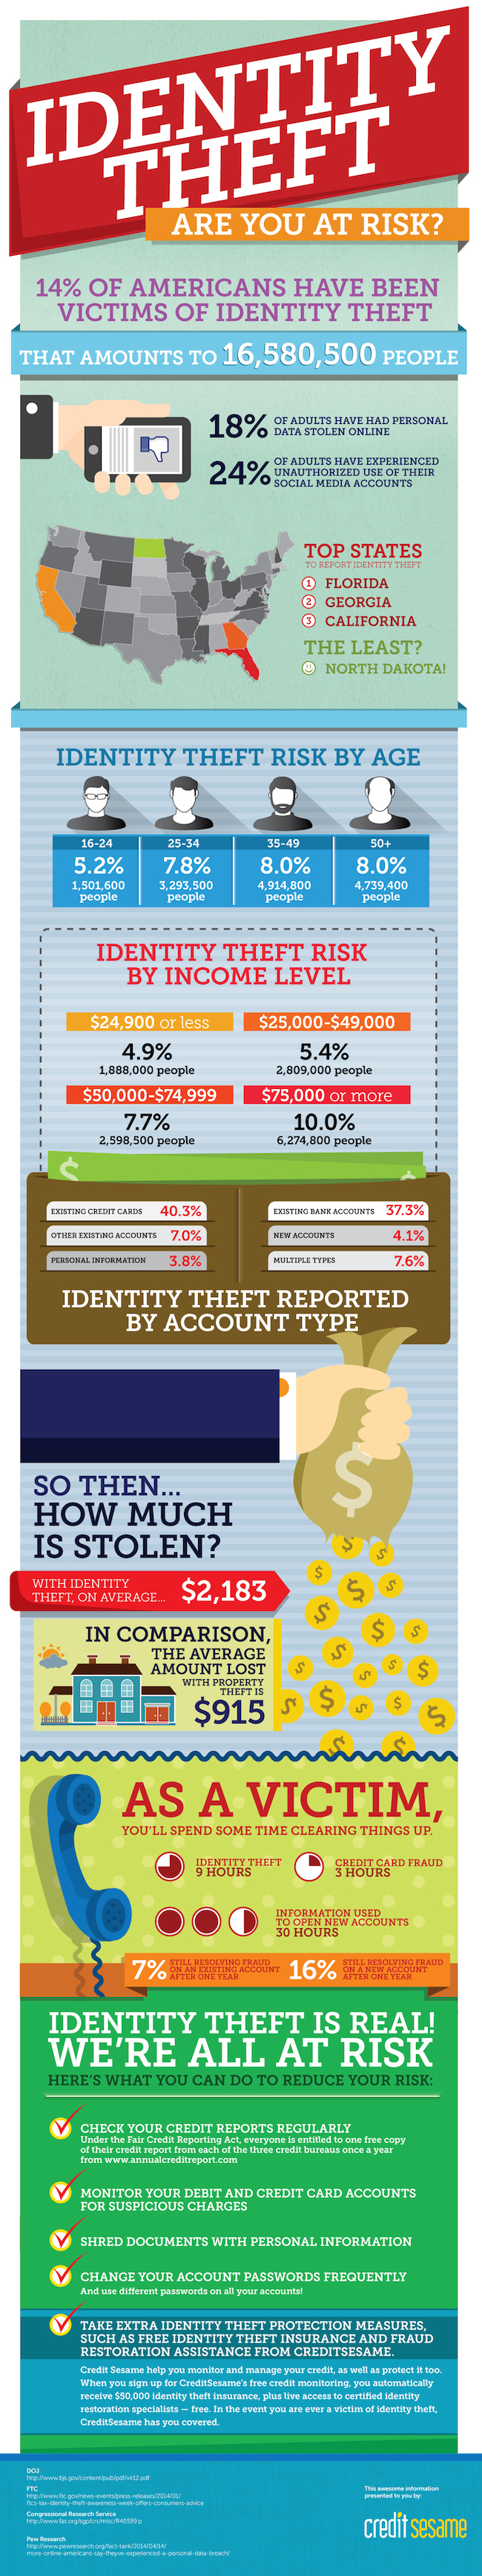 IDENTITY
THEFT
ARE YOU AT RISK?
14% OF AMERICANS HAVE BEEN
VICTIMS OF IDENTITY THEFT
THAT AMOUNTS TO 16,580,500 PEOPLE
18% OF ADULTS HAVE HAD PERSONAL
DATA STOLEN ONLINE
24% OF ADULTS HAVE EXPERIENCED
UNAUTHORIZED USE OF THEIR
SOCIAL MEDIA ACCOUNTS
TOP STATES
TO REPORT IDENTITY THEFT
1 FLORIDA
2 GEORGIA
3 CALIFORNIA
THE LEAST?
NORTH DAKOTA!
IDENTITY THEFT RISK BY AGE
16-24 25-34 35-49 50+
5.2% 7.8% 8.0% 8.0%
1,501,600 3,293,500 4,914,800 4,739,400
people people people people
IDENTITY THEFT RISK
BY INCOME LEVEL
$24,900 or less $25,000-$49,000
4.9% 5.4%
1,888,000 people 2,809,000 people
$50,000-$74,999 $75,000 or more
7.7% 10.0%
2,598,500 people 6,274,800 people
$ $
EXISTING CREDIT CARDS 40.3% EXISTING BANK ACCOUNTS 37.3%
OTHER EXISTING ACCOUNTS 7.0% NEW ACCOUNTS 4.1%
PERSONAL INFORMATION 3.8% MULTIPLE TYPES 7.6%
IDENTITY THEFT REPORTED
BY ACCOUNT TYPE
$
SO THEN...
HOW MUCH
IS STOLEN?
WITH IDENTITY
THEFT, ON AVERAGE... $2,183
IN COMPARISON,
THE AVERAGE
AMOUNT LOST
WITH PROPERTY
THEFT IS
$915
AS A VICTIM,
YOU'LL SPEND SOME TIME CLEARING THINGS UP.
IDENTITY THEFT
9 HOURS
CREDIT CARD FRAUD
3 HOURS
INFORMATION USED
TO OPEN NEW ACCOUNTS
30 HOURS
7% STILL RESOLVING FRAUD
ON AN EXISTING ACCOUNT
AFTER ONE YEAR
16% STILL RESOLVING FRAUD
ON A NEW ACCOUNT
AFTER ONE YEAR
IDENTITY THEFT IS REAL!
WE'RE ALL AT RISK
HERE'S WHAT YOU CAN DO TO REDUCE YOUR RISK:
CHECK YOUR CREDIT REPORTS REGULARLY
Under the Fair Credit Reporting Act, everyone is entitled to one free copy
of their credit report from each of the three credit bureaus once a year
from www.annualcreditreport.com
MONITOR YOUR DEBIT AND CREDIT CARD ACCOUNTS
FOR SUSPICIOUS CHARGES
SHRED DOCUMENTS WITH PERSONAL INFORMATION
CHANGE YOUR ACCOUNT PASSWORDS FREQUENTLY
And use different passwords on all your accounts!
TAKE EXTRA IDENTITY THEFT PROTECTION MEASURES,
SUCH AS FREE IDENTITY THEFT INSURANCE AND FRAUD
RESTORATION ASSISTANCE FROM CREDITSESAME.
Credit Sesame help you monitor and manage your credit, as well as protect it too.
When you sign up for CreditSesame's free credit monitoring, you automatically
receive $50,000 identity theft insurance, plus live access to certified identity
restoration specialists — free. In the event you are ever a victim of identity theft,
CreditSesame has you covered.
DOJ
http://www.bjs.gov/content/pub/pdf/vit12.pdf
FTC
http://www.ftc.gov/news-events/press-releases/2014/01/
ftcs-tax-identity-theft-awareness-week-offers-consumers-advice
Congressional Research Service
http://www.fas.org/sgp/crs/misc/R40599.p
Pew Research
http://www.pewresearch.org/fact-tank/2014/04/14/
more-online-americans-say-theyve-experienced-a-personal-data-breach/
This awesome information
presented to you by:
credit sesame